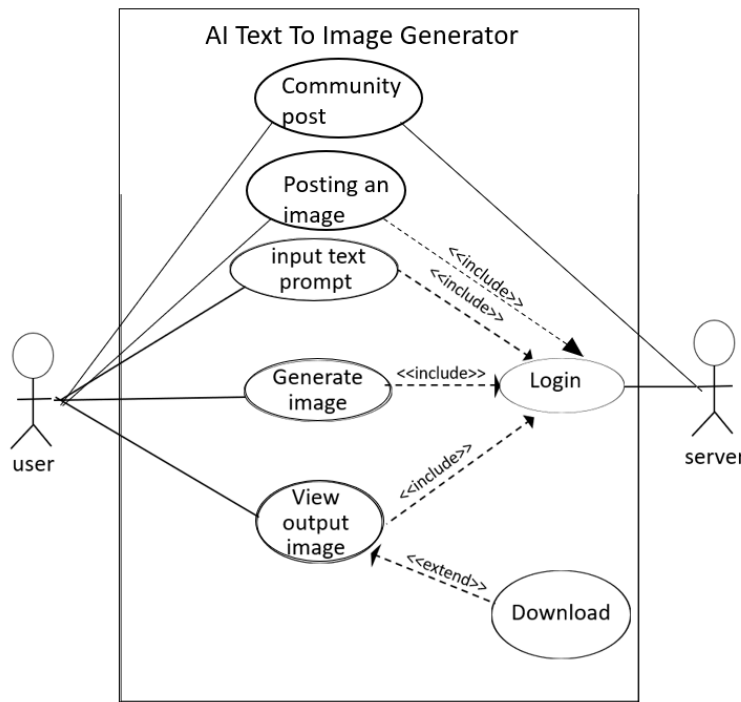 AI Text To Image Generator
Community
post
Posting an
image
<<include>>
input text
prompt
<<include>>
Generate
image
<<include>>
Login
user
server
View
output
image
<<include>>
<<extend>>
Download